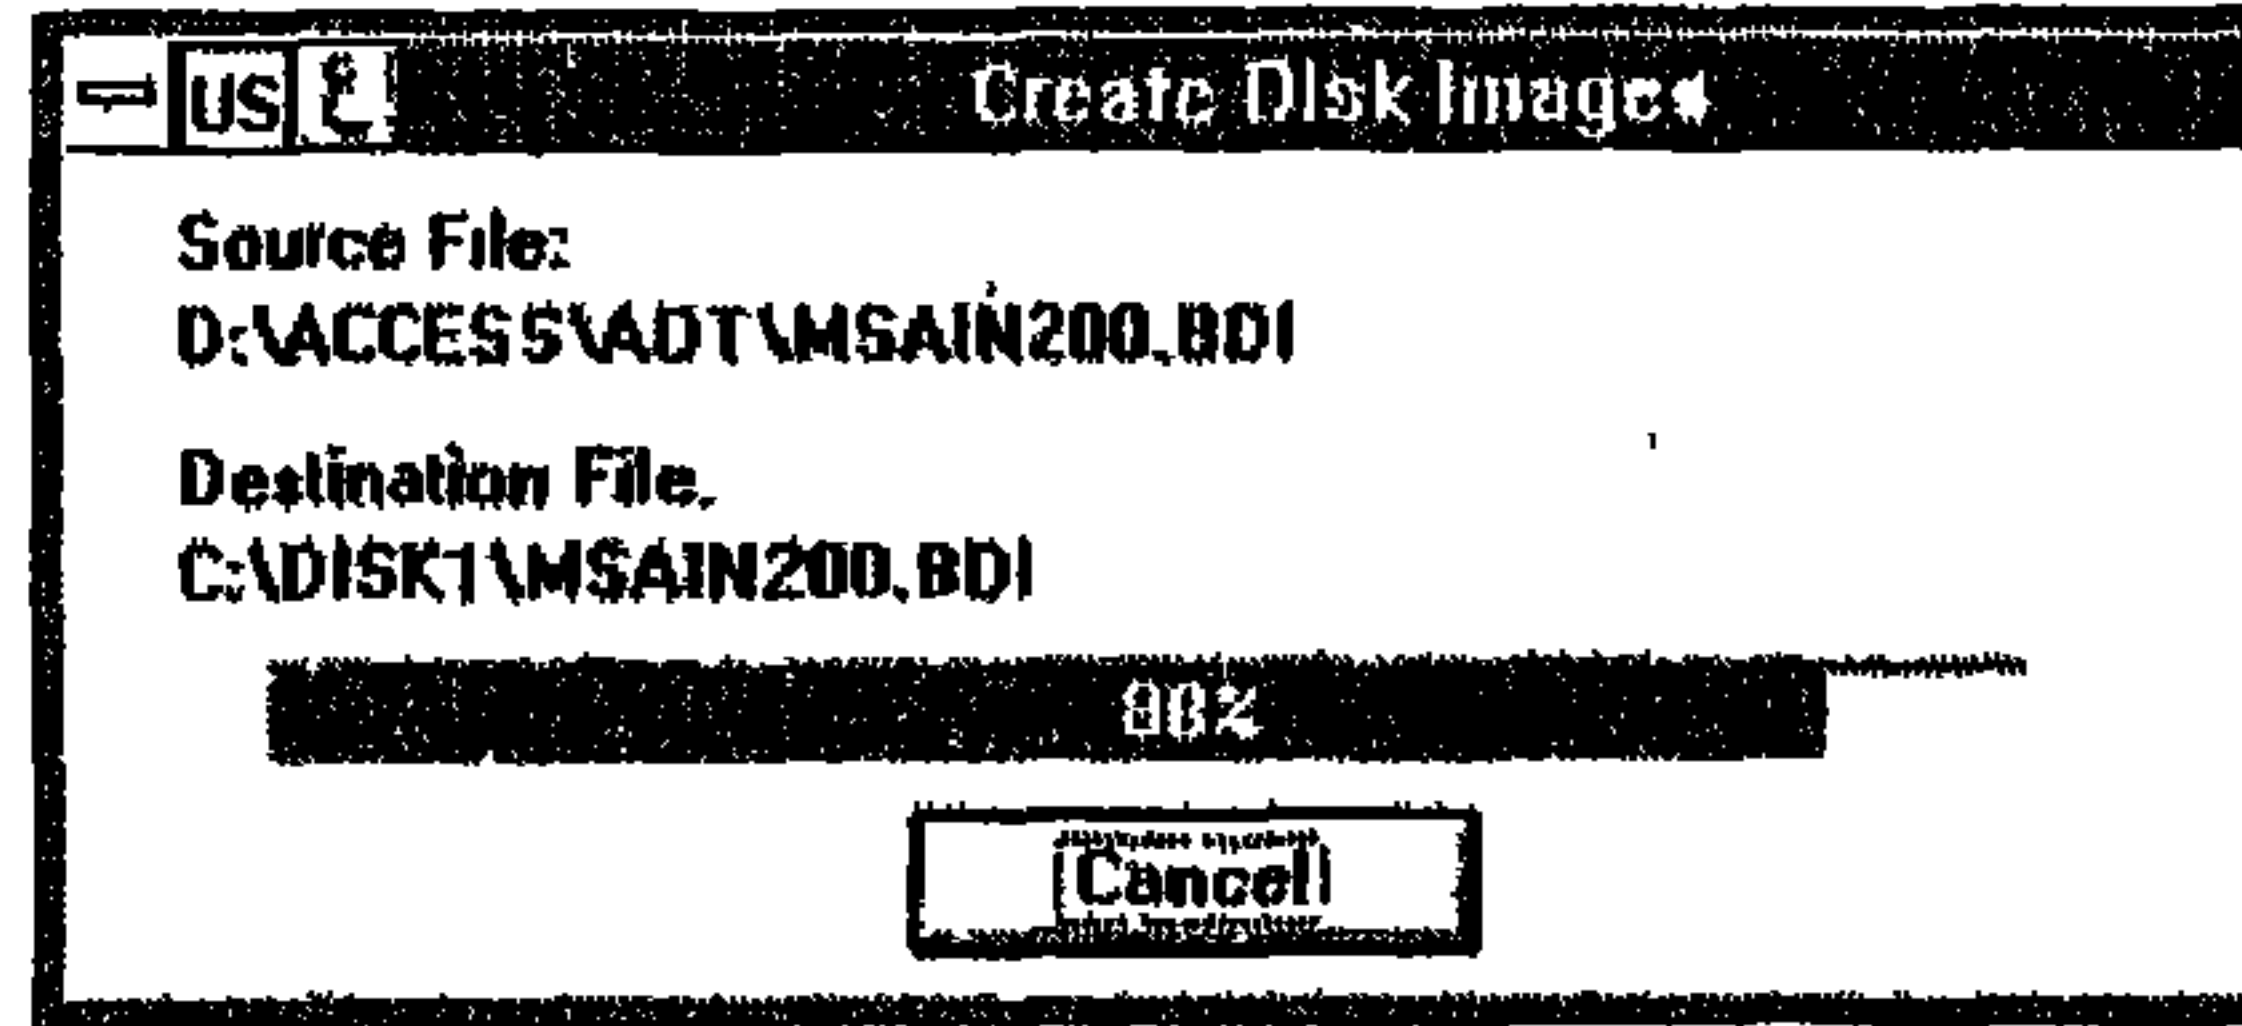 US Create Disk Images
Source File:
D:\ACCESS\ADT\MSAIN200.BDI
Destination File:
C:\DISK1\MSAIN200.BDI
Cancel